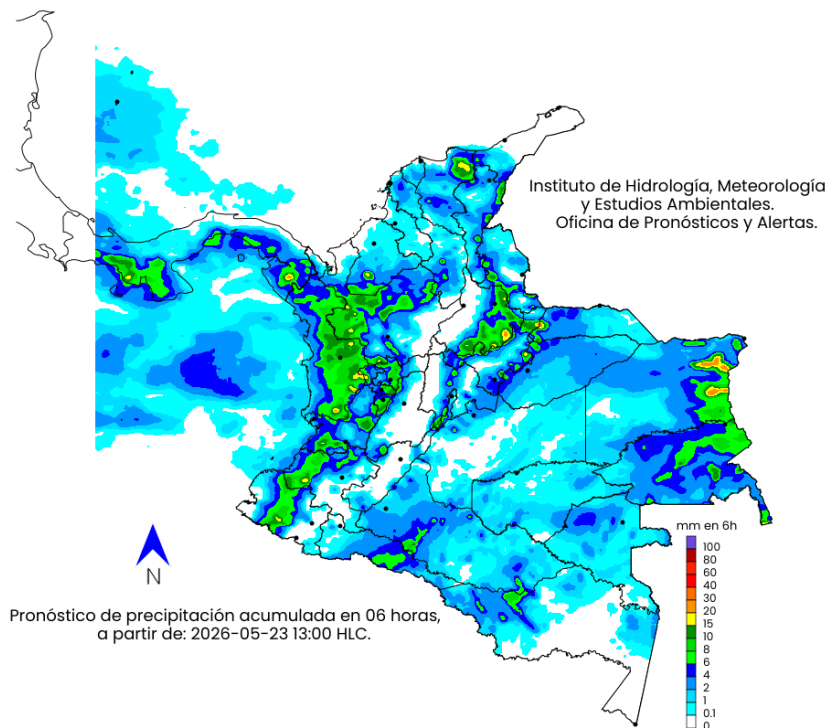 Instituto de Hidrología, Meteorología
y Estudios Ambientales.
Oficina de Pronósticos y Alertas.
mm en 6h
100
80
60
40
30
20
15
10
8
6
4
2
1
0.1
0
N
Pronóstico de precipitación acumulada en 06 horas,
a partir de: 2026-05-23 13:00 HLC.